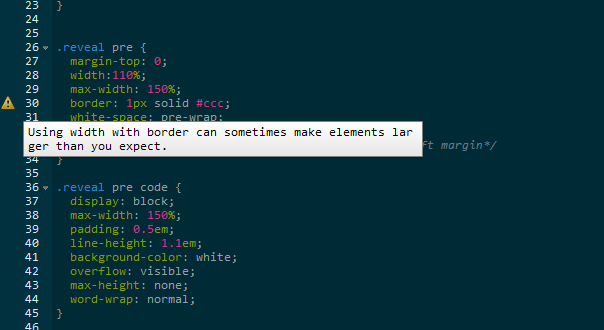 23 }
24
25
26 .reveal pre {
27 margin-top: 0;
28 width:110%;
29 max-width: 150%;
30 border: 1px solid #ccc;
31 white-space: pre-wrap;
Using width with border can sometimes make elements lar
ger than you expect.
ft margin*/
34 }
35
36 .reveal pre code {
37 display: block;
38 max-width: 150%;
39 padding: 0.5em;
40 line-height: 1.1em;
41 background-color: white;
42 overflow: visible;
43 max-height: none;
44 word-wrap: normal;
45 }
46